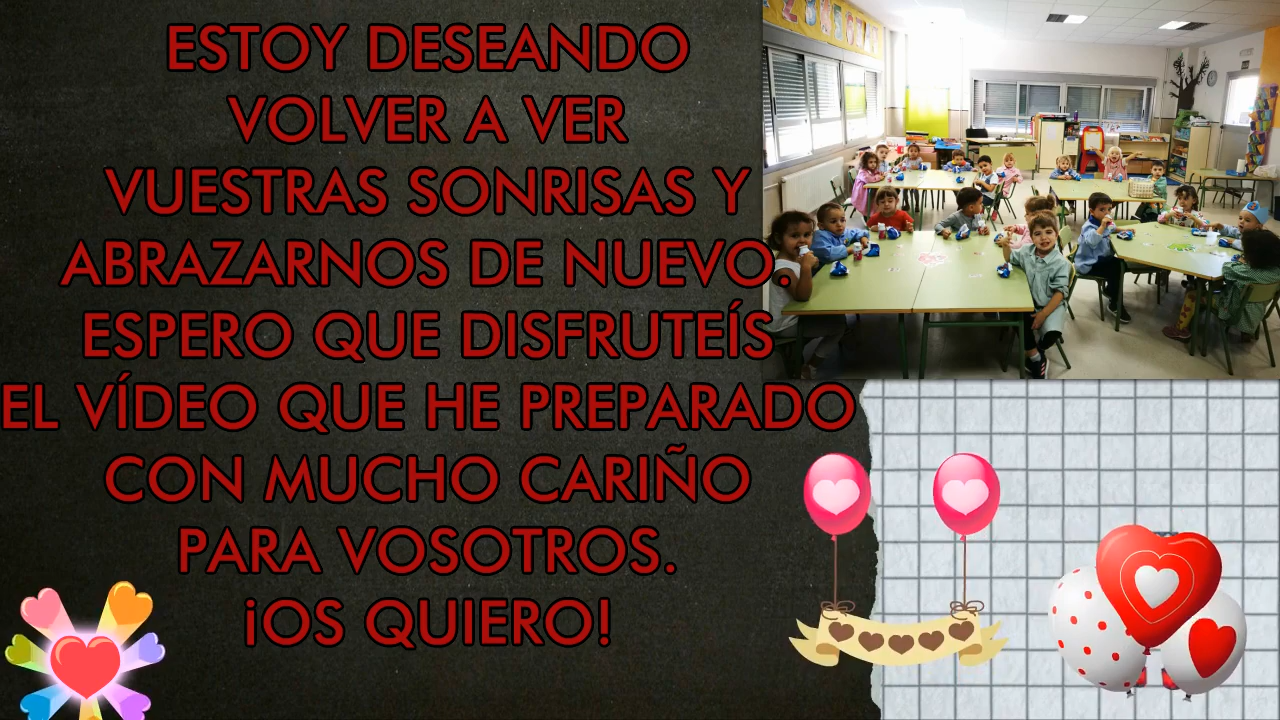 ESTOY DESEANDO
VOLVER A VER
VUESTRAS SONRISAS Y
ABRAZARNOS DE NUEVO.
ESPERO QUE DISFRUTEÍS
EL VÍDEO QUE HE PREPARADO
CON MUCHO CARIÑO
PARA VOSOTROS.
¡OS QUIERO!